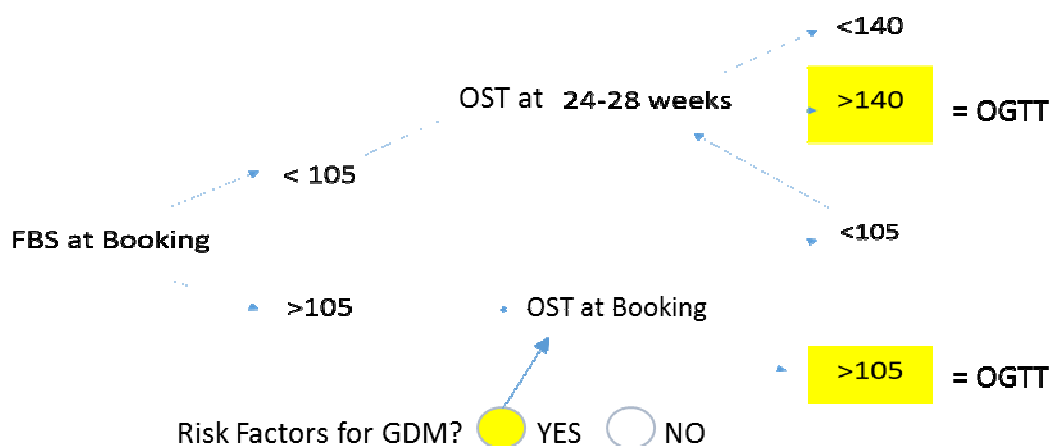 <140
OST at 24-28 weeks
>140 = OGTT
< 105
FBS at Booking
<105
>105
OST at Booking
>105 = OGTT
Risk Factors for GDM? YES NO